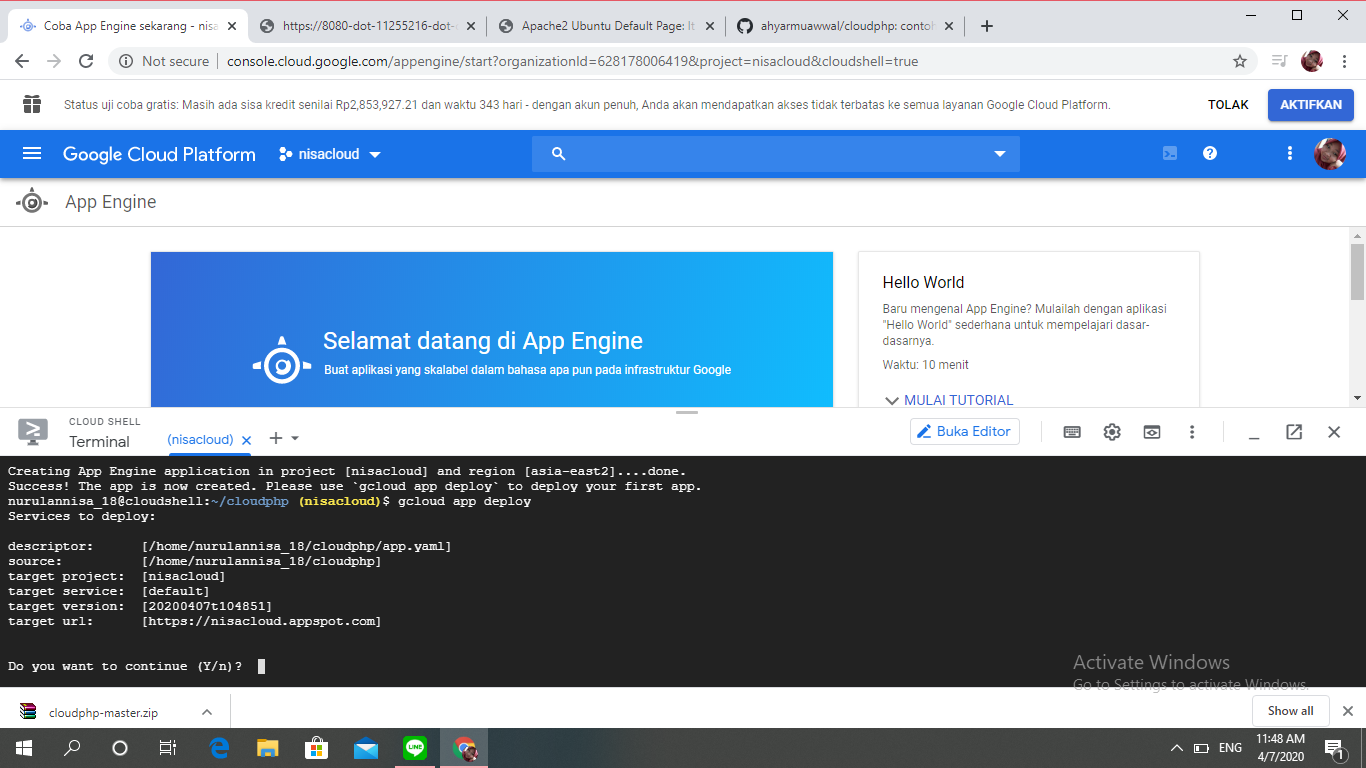 Coba App Engine sekarang - nisa
https://8080-dot-11255216-dot-
Apache2 Ubuntu Default Page: It
ahyarmuawwal/cloudphp: contoh
Not secure
console.cloud.google.com/appengine/start?organizationId=628178006419&project=nisacloud&cloudshell=true
Status uji coba gratis: Masih ada sisa kredit senilai Rp2,853,927.21 dan waktu 343 hari - dengan akun penuh, Anda akan mendapatkan akses tidak terbatas ke semua layanan Google Cloud Platform.
TOLAK
AKTIFKAN
Google Cloud Platform
nisacloud
App Engine
Selamat datang di App Engine
Buat aplikasi yang skalabel dalam bahasa apa pun pada infrastruktur Google
Hello World
Baru mengenal App Engine? Mulailah dengan aplikasi
"Hello World" sederhana untuk mempelajari dasar-
dasarnya.
Waktu: 10 menit
MULAI TUTORIAL
CLOUD SHELL
Terminal
(nisacloud)
Buka Editor
Creating App Engine application in project [nisacloud] and region [asia-east2]....done.
Success! The app is now created. Please use `gcloud app deploy` to deploy your first app.
nurulannisa_18@cloudshell:~/cloudphp (nisacloud)$ gcloud app deploy
Services to deploy:
descriptor: [/home/nurulannisa_18/cloudphp/app.yaml]
source: [/home/nurulannisa_18/cloudphp]
target project: [nisacloud]
target service: [default]
target version: [20200407t104851]
target url: [https://nisacloud.appspot.com]
Do you want to continue (Y/n)?
Activate Windows
Go to Settings to activate Windows.
cloudphp-master.zip
Show all
LINE
ENG
11:48 AM
4/7/2020
1